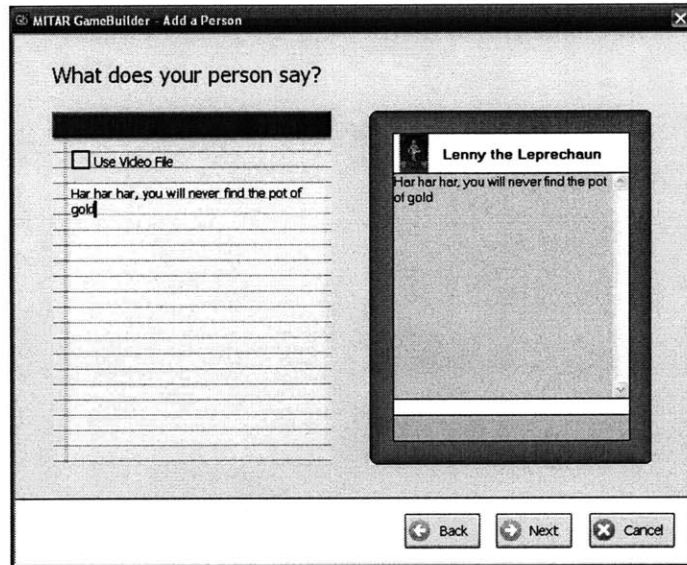 MITAR GameBuilder - Add a Person
What does your person say?
Use Video File
Har har har, you will never find the pot of
gold
Lenny the Leprechaun
Har har har, you will never find the pot
of gold
Back
Next
Cancel